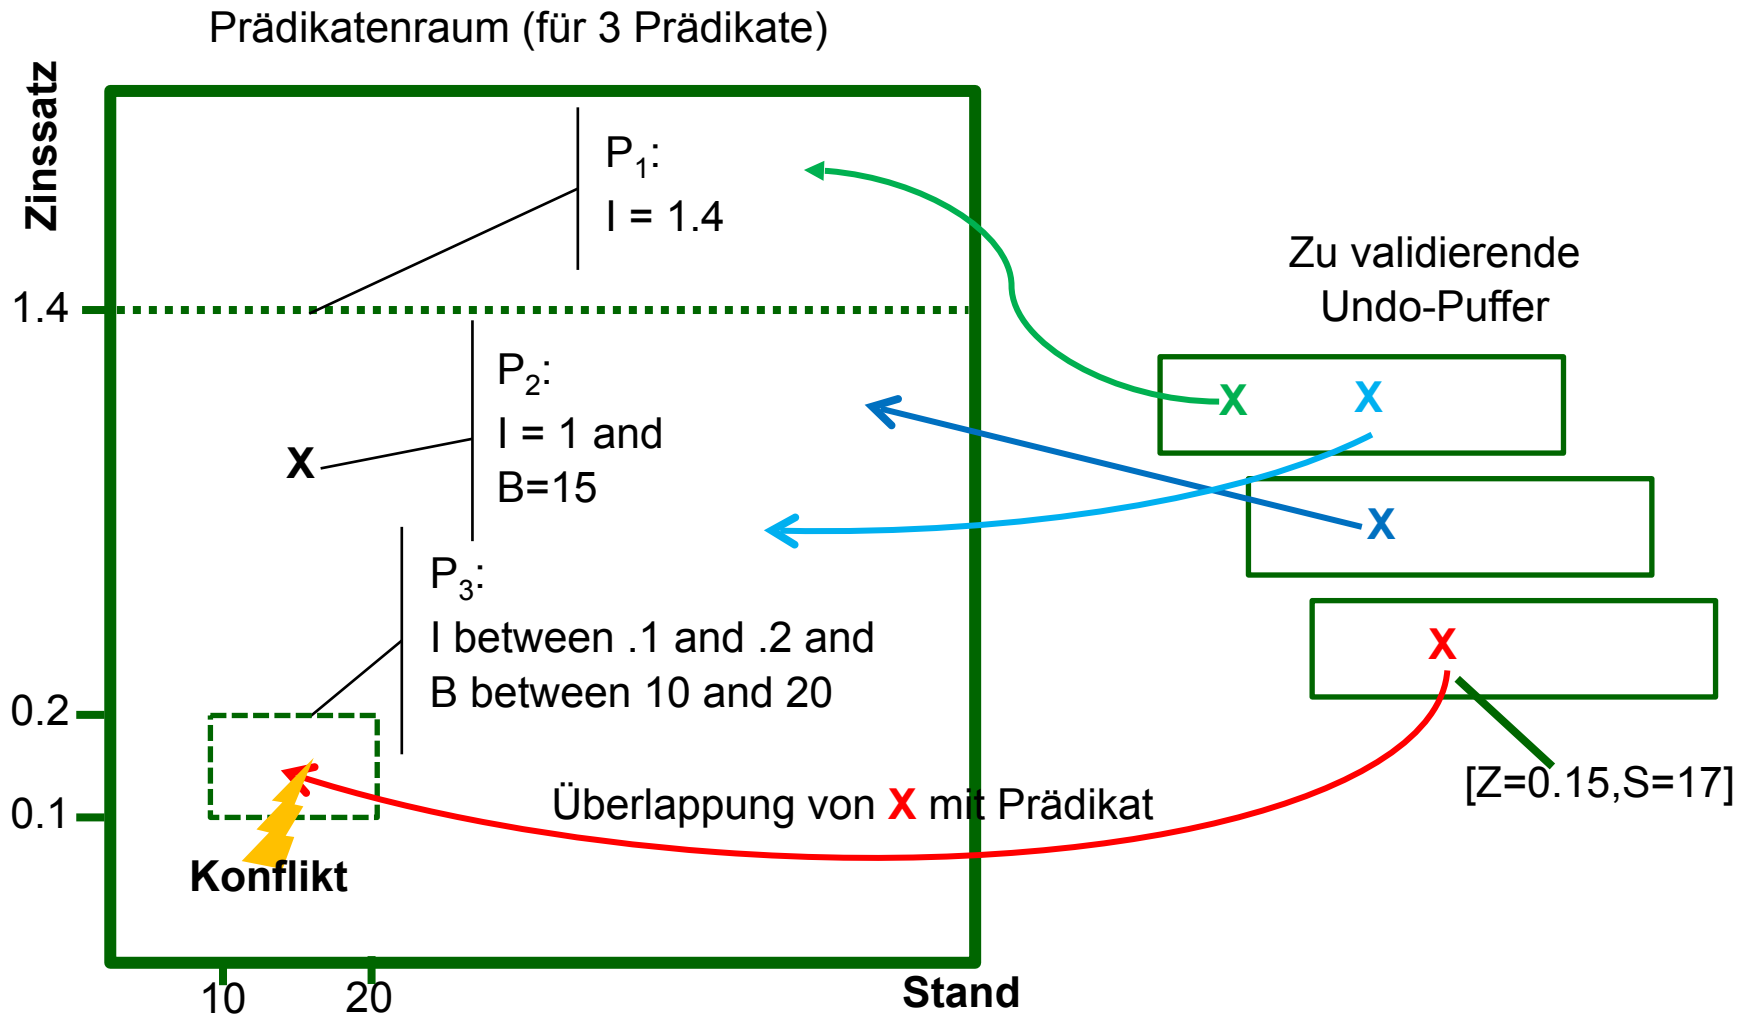 Prädikatenraum (für 3 Prädikate)
Zinssatz
P1:
I = 1.4
1.4
P2:
I = 1 and
B=15
X
P3:
I between .1 and .2 and
B between 10 and 20
0.2
0.1
Konflikt
10
20
Stand
Überlappung von X mit Prädikat
Zu validierende
Undo-Puffer
X X
X
X
[Z=0.15,S=17]